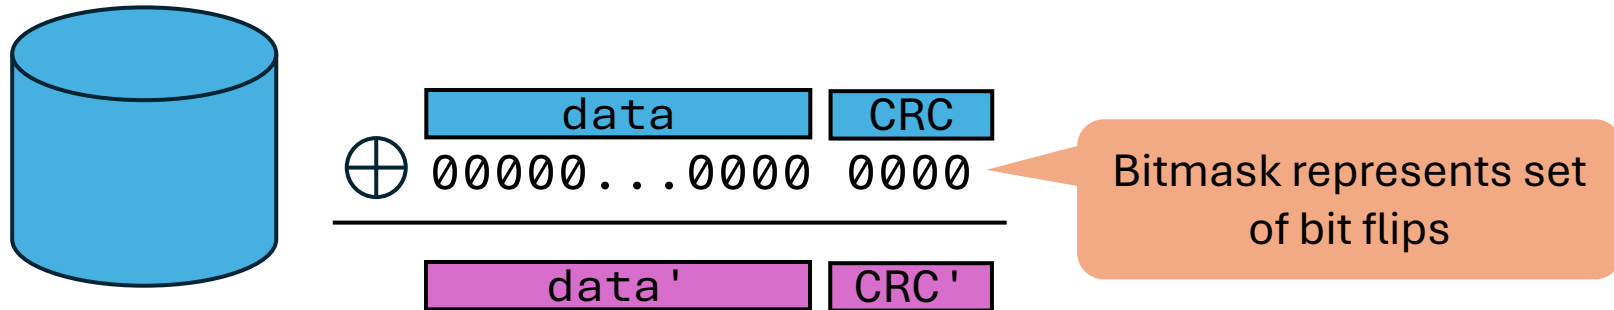 data CRC
00000...0000 0000
Bitmask represents set
of bit flips
data' CRC'